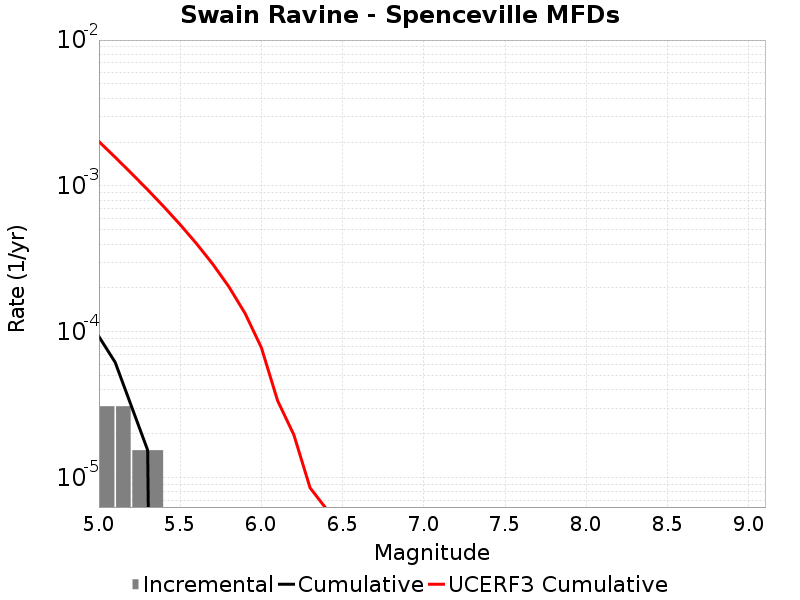 Swain Ravine - Spenceville MFDs
10-2
10-3
10-4
10-5
Rate (1/yr)
5.0 5.5 6.0 6.5 7.0 7.5 8.0 8.5 9.0
Magnitude
Incremental Cumulative UCERF3 Cumulative